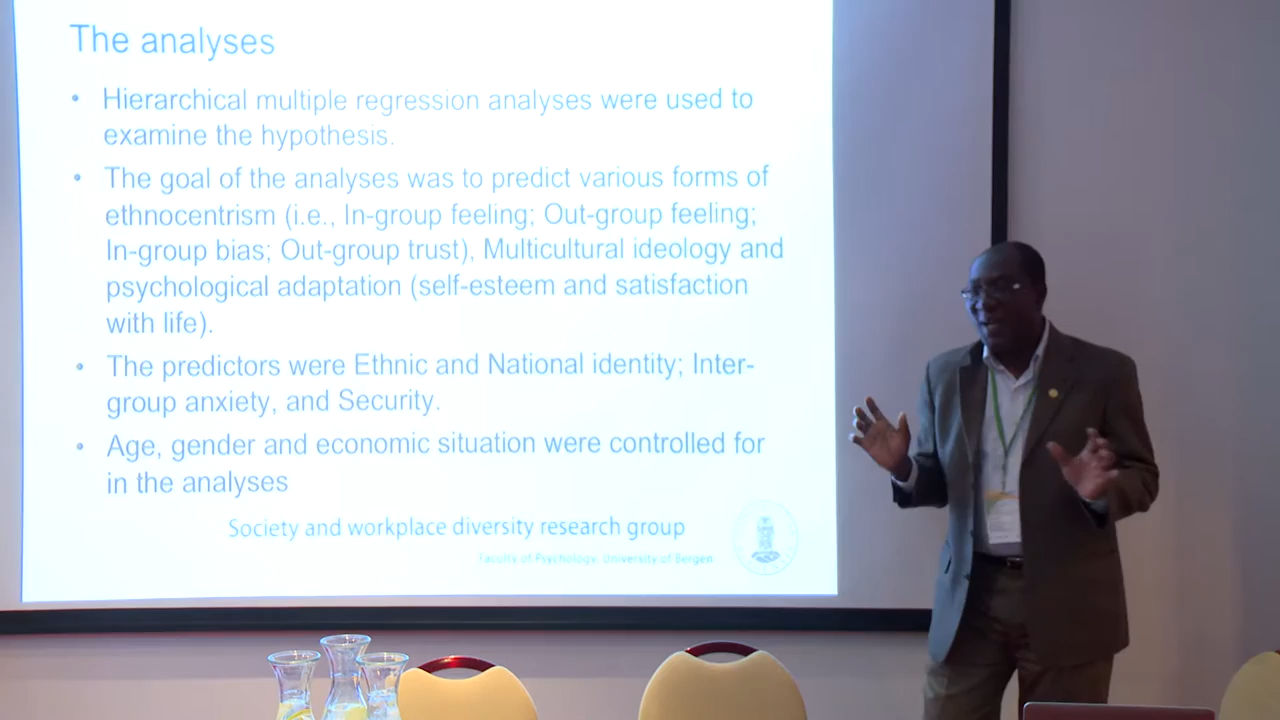 The analyses
• Hierarchical multiple regression analyses were used to
examine the hypothesis.
• The goal of the analyses was to predict various forms of
ethnocentrism (i.e., In-group feeling; Out-group feeling;
In-group bias; Out-group trust), Multicultural ideology and
psychological adaptation (self-esteem and satisfaction
with life).
• The predictors were Ethnic and National identity; Inter-
group anxiety, and Security.
• Age, gender and economic situation were controlled for
in the analyses
Society and workplace diversity research group
Faculty of Psychology, University of Bergen